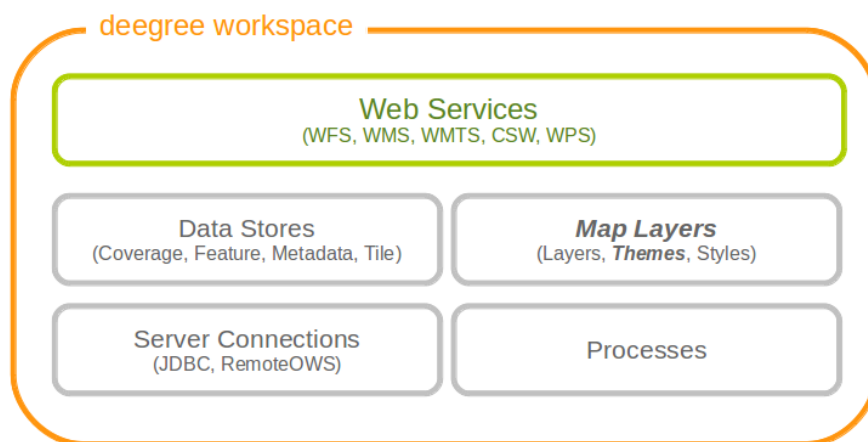 deegree workspace
Web Services
(WFS, WMS, WMTS, CSW, WPS)
Data Stores
(Coverage, Feature, Metadata, Tile)
Map Layers
(Layers, Themes, Styles)
Server Connections
(JDBC, RemoteOWS)
Processes